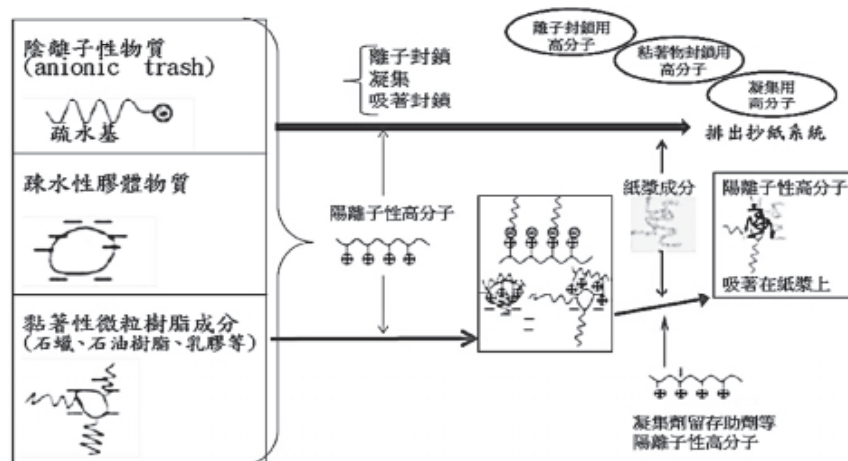 陰離子性物質
(anionic trash)
疏水基
疎水性膠體物質
黏著性微粒樹脂成分
(石蠟、石油樹脂、乳膠等)
離子封鎖
凝集
吸著封鎖
陽離子性高分子
離子封鎖用
高分子
粘著物封鎖用
高分子
凝集用
高分子
排出抄紙系統
紙漿成分
陽離子性高分子
吸著在紙漿上
凝集劑留存助劑等
陽離子性高分子